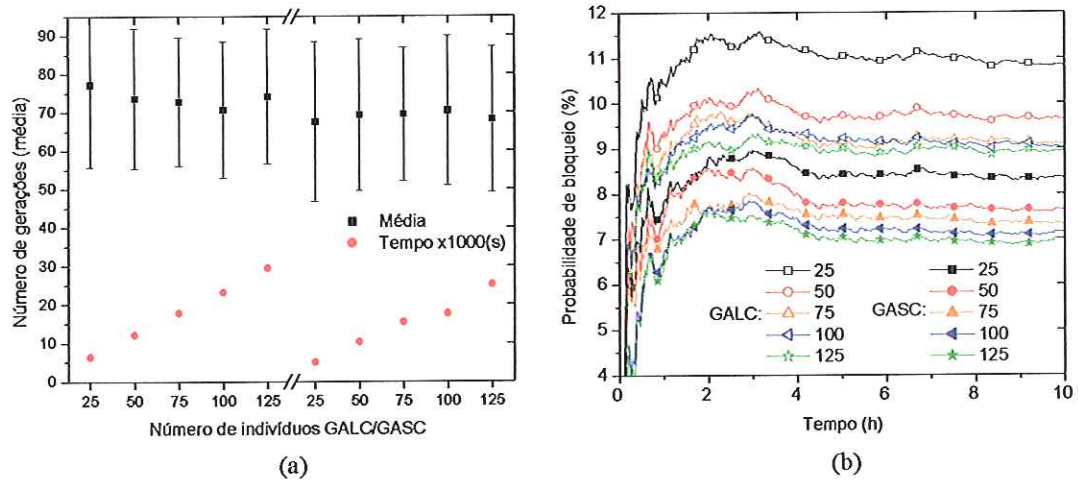 90
80
70
60
50
40
30
20
10
0
Número de gerações (média)
Média
Tempo x1000(s)
25 50 75 100 125 25 50 75 100 125
Número de indivíduos GALC/GASC
(a)
12
11
10
9
8
7
6
5
4
Probabilidade de bloqueio (%)
GALC:
25
50
75
100
125
GASC:
25
50
75
100
125
0 2 4 6 8 10
Tempo (h)
(b)